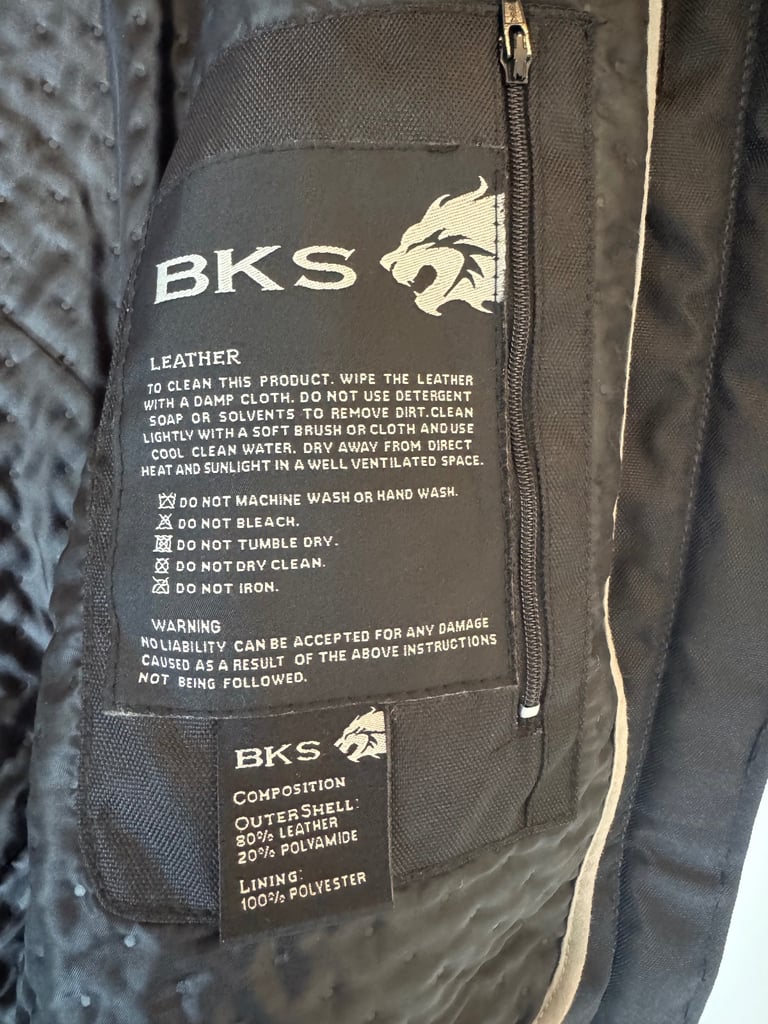 BKS
LEATHER
TO CLEAN THIS PRODUCT. WIPE THE LEATHER
WITH A DAMP CLOTH. DO NOT USE DETERGENT
SOAP OR SOLVENTS TO REMOVE DIRT.CLEAN
LIGHTLY WITH A SOFT BRUSH OR CLOTH AND USE
COOL CLEAN WATER. DRY AWAY FROM DIRECT
HEAT AND SUNLIGHT IN A WELL VENTILATED SPACE.
DO NOT MACHINE WASH OR HAND WASH.
DO NOT BLEACH.
DO NOT TUMBLE DRY.
DO NOT DRY CLEAN.
DO NOT IRON.
WARNING
NO LIABILITY CAN BE ACCEPTED FOR ANY DAMAGE
CAUSED AS A RESULT OF THE ABOVE INSTRUCTIONS
NOT BEING FOLLOWED.
BKS
COMPOSITION
OUTER SHELL:
80% LEATHER
20% POLYAMIDE
LINING:
100% POLYESTER